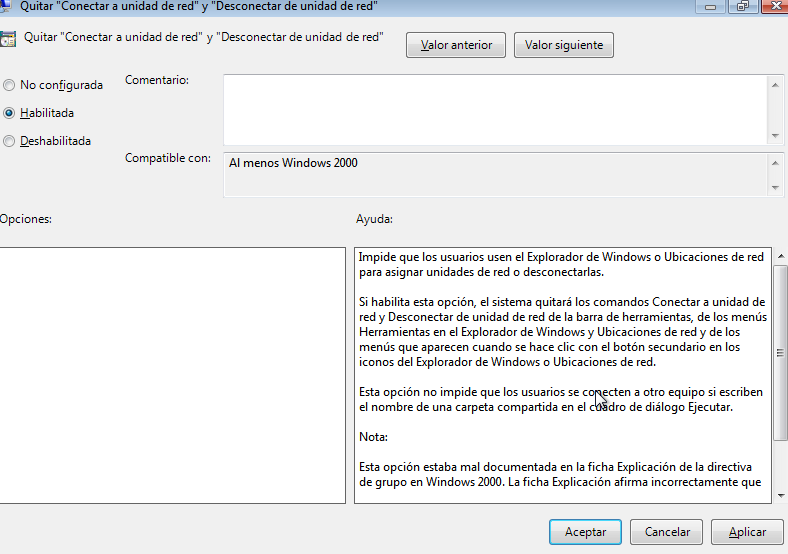 Quitar "Conectar a unidad de red" y "Desconectar de unidad de red"
Quitar "Conectar a unidad de red" y "Desconectar de unidad de red"
Valor anterior
Valor siguiente
No configurada
Comentario:
Habilitada
Deshabilitada
Compatible con:
Al menos Windows 2000
Opciones:
Ayuda:
Impide que los usuarios usen el Explorador de Windows o Ubicaciones de red
para asignar unidades de red o desconectarlas.
Si habilita esta opción, el sistema quitará los comandos Conectar a unidad de
red y Desconectar de unidad de red de la barra de herramientas, de los menús
Herramientas en el Explorador de Windows y Ubicaciones de red y de los
menús que aparecen cuando se hace clic con el botón secundario en los
iconos del Explorador de Windows o Ubicaciones de red.
Esta opción no impide que los usuarios se conecten a otro equipo si escriben
el nombre de una carpeta compartida en el cuadro de diálogo Ejecutar.
Nota:
Esta opción estaba mal documentada en la ficha Explicación de la directiva
de grupo en Windows 2000. La ficha Explicación afirma incorrectamente que
Aceptar
Cancelar
Aplicar